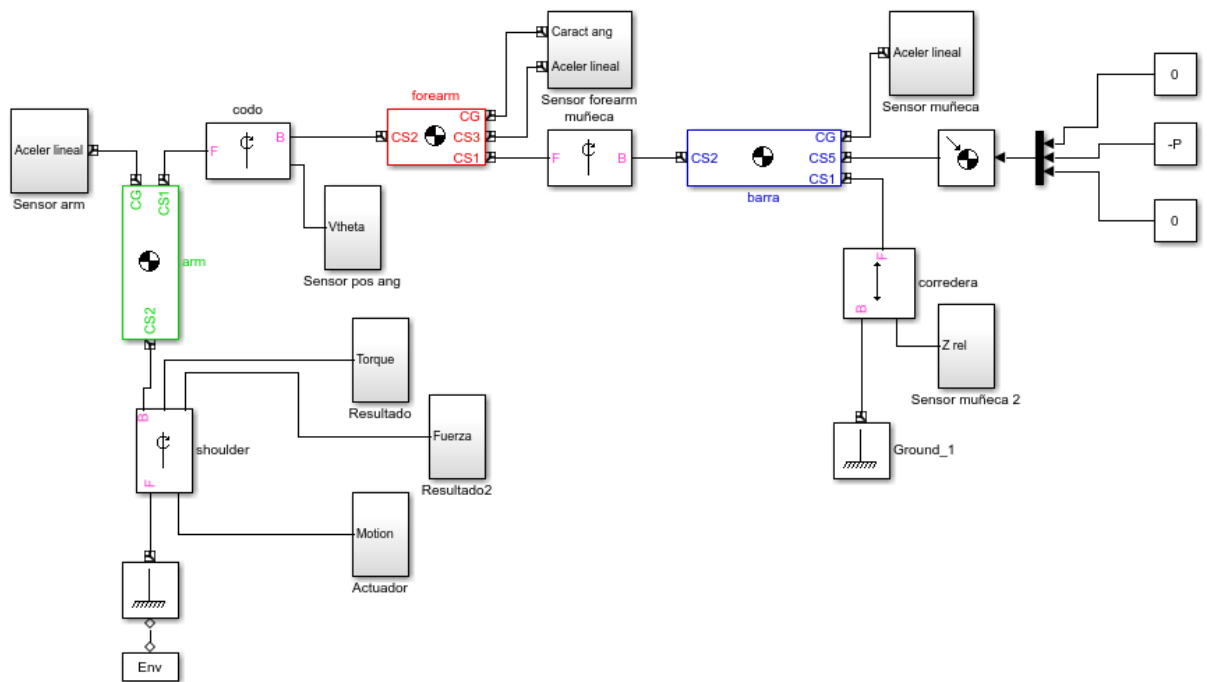 Caract ang
Aceler lineal
Sensor forearm
muñeca
Aceler lineal
Sensor muñeca
0
-P
0
forearm
CG
CS2
CS3
CS1
codo
F
B
Aceler lineal
Sensor arm
CG
CS1
arm
CS2
Vtheta
Sensor pos ang
F
B
CS2
CG
CS5
CS1
barra
F
B
corredera
Z rel
Sensor muñeca 2
Ground_1
Torque
Resultado
Fuerza
Resultado2
B
F
shoulder
Motion
Actuador
Env